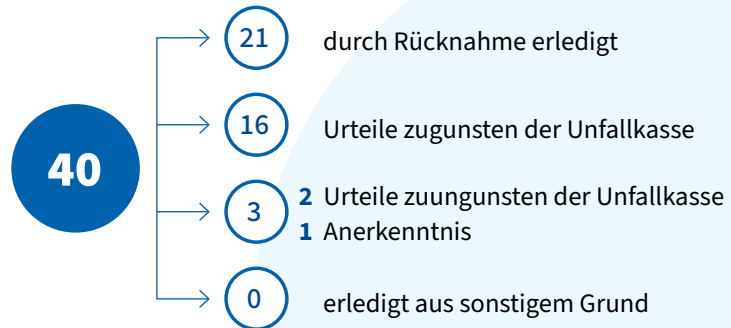 40
21 durch Rücknahme erledigt
16 Urteile zugunsten der Unfallkasse
3 2 Urteile zuungunsten der Unfallkasse
1 Anerkenntnis
0 erledigt aus sonstigem Grund